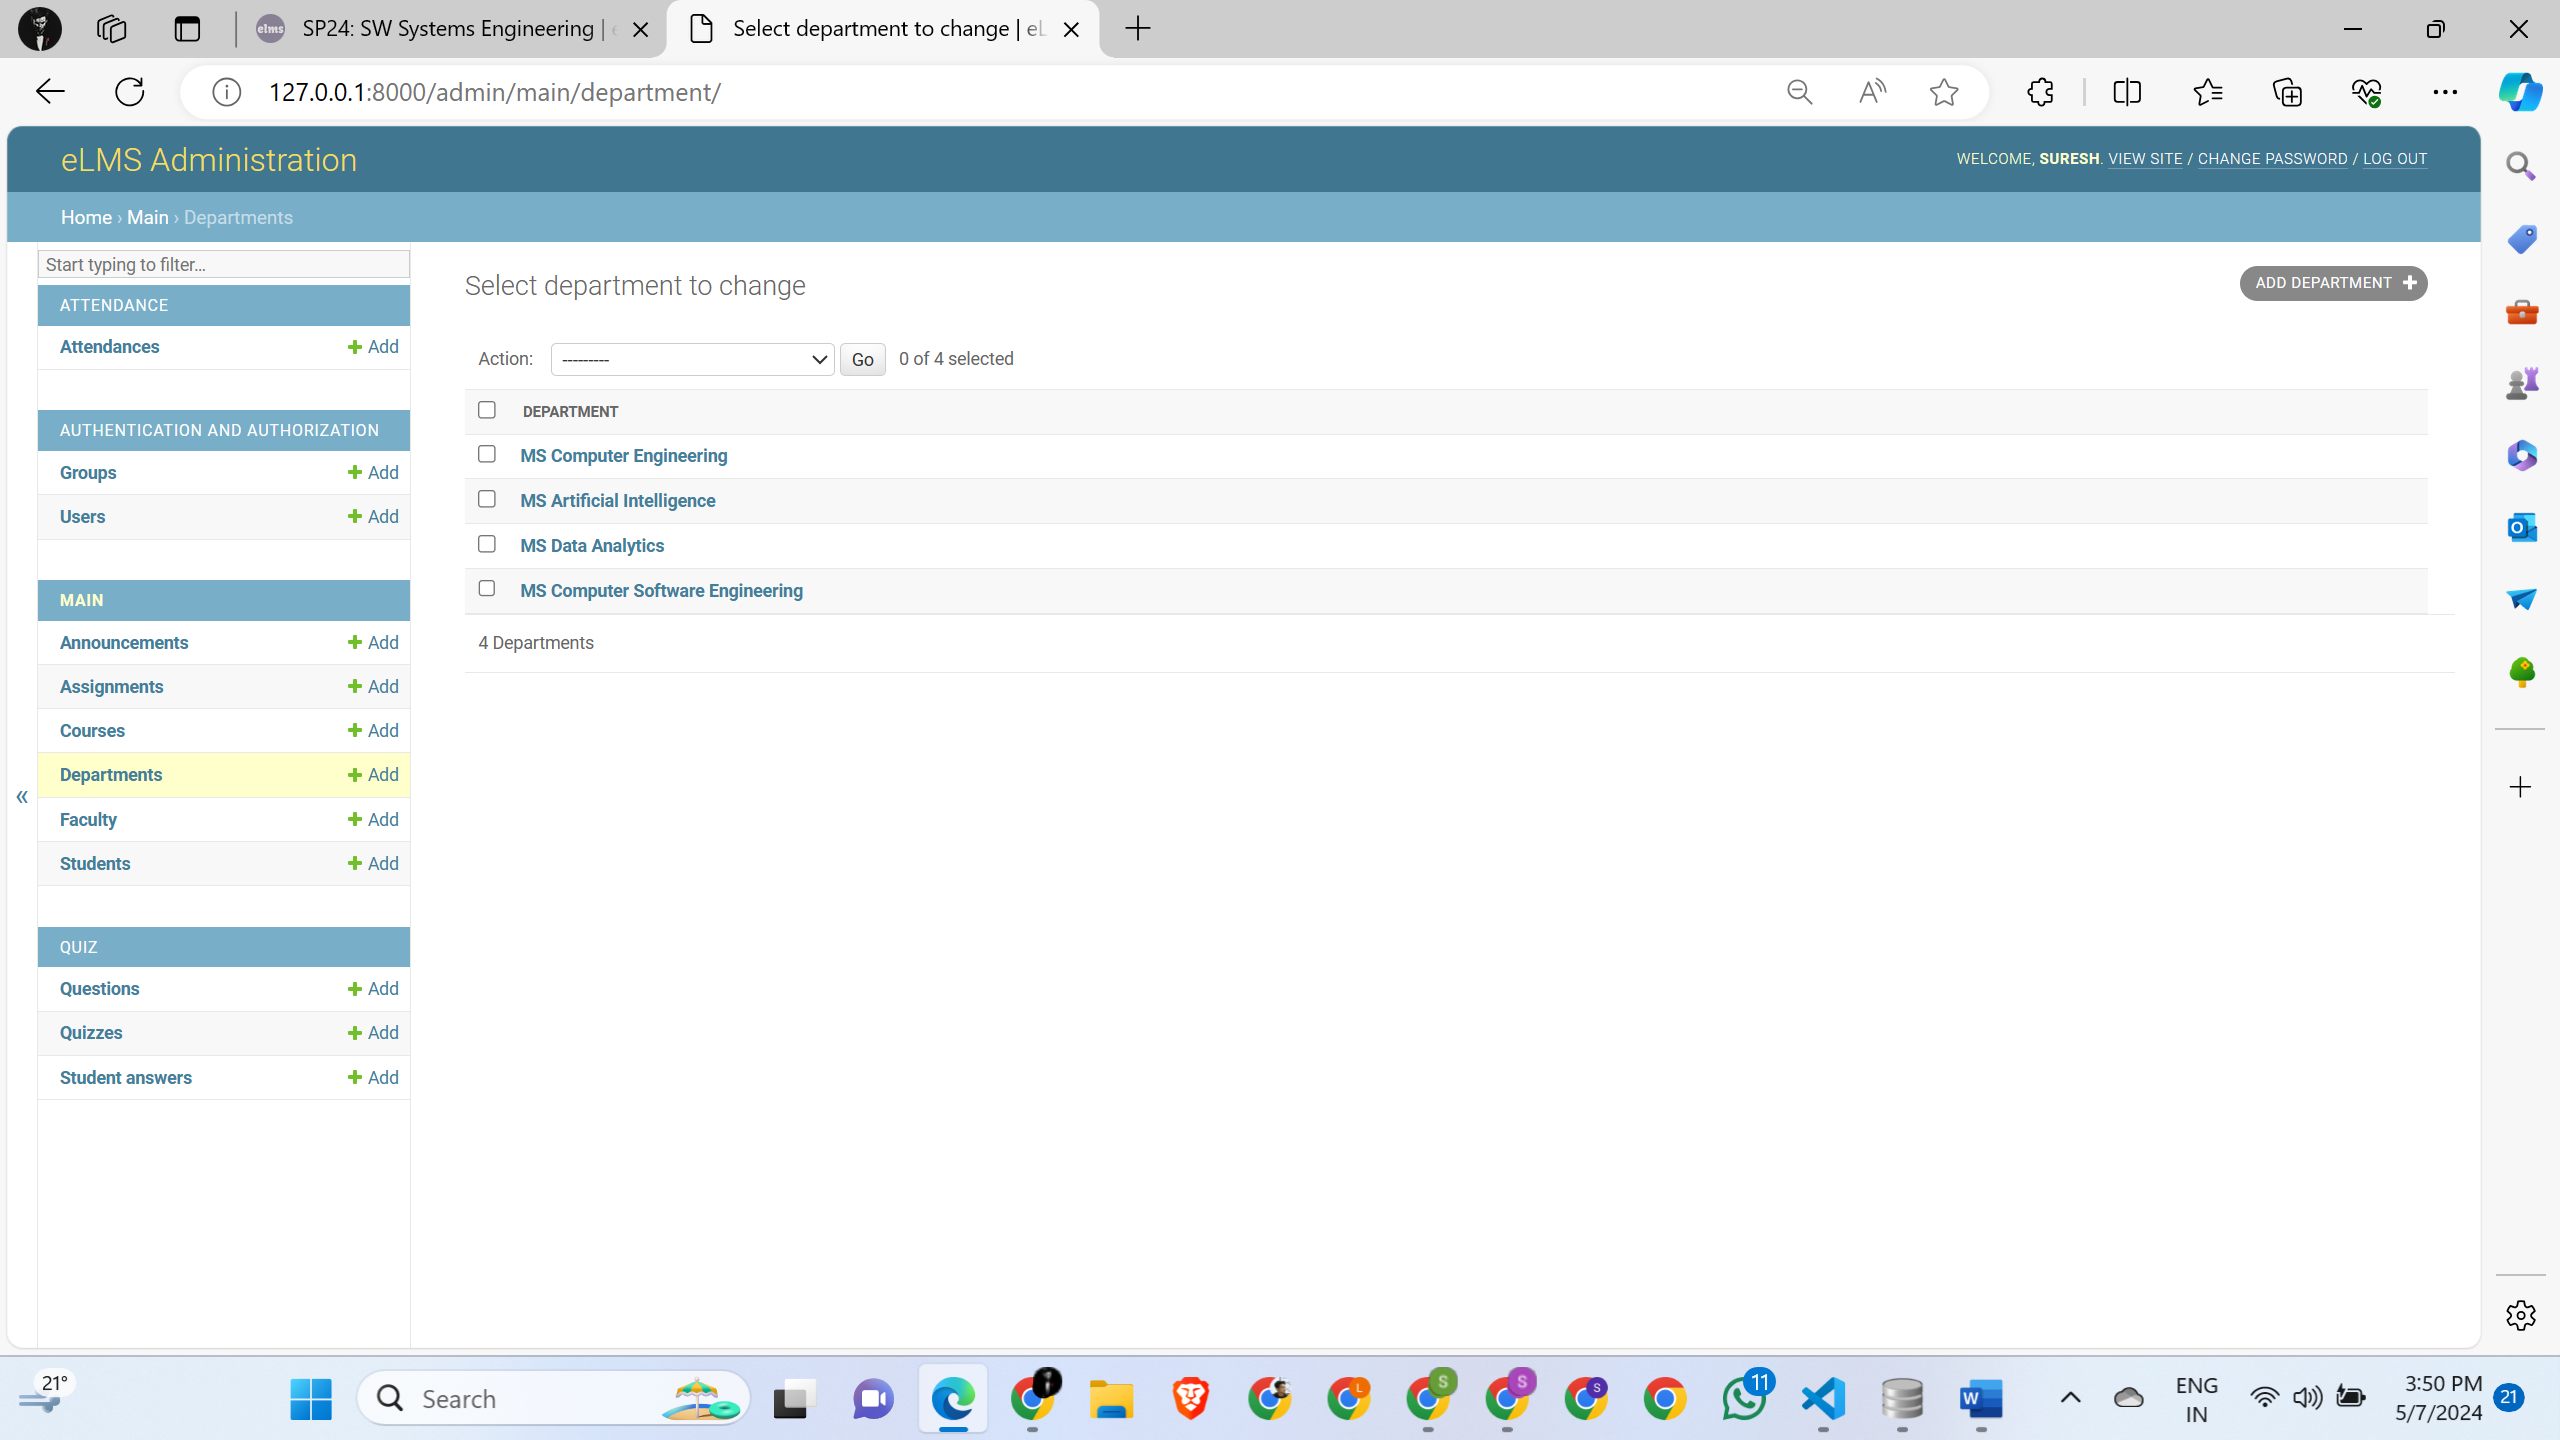 elms SP24: SW Systems Engineering | e
Select department to change | eL
127.0.0.1:8000/admin/main/department/
eLMS Administration
WELCOME, SURESH. VIEW SITE / CHANGE PASSWORD / LOG OUT
Home › Main › Departments
Start typing to filter...
ATTENDANCE
Attendances Add
AUTHENTICATION AND AUTHORIZATION
Groups Add
Users Add
MAIN
Announcements Add
Assignments Add
Courses Add
Departments Add
Faculty Add
Students Add
QUIZ
Questions Add
Quizzes Add
Student answers Add
«
Select department to change
ADD DEPARTMENT
Action: --------- Go 0 of 4 selected
DEPARTMENT
MS Computer Engineering
MS Artificial Intelligence
MS Data Analytics
MS Computer Software Engineering
4 Departments
21°
Search
L
S
S
S
11
W
ENG
IN
3:50 PM
5/7/2024
21